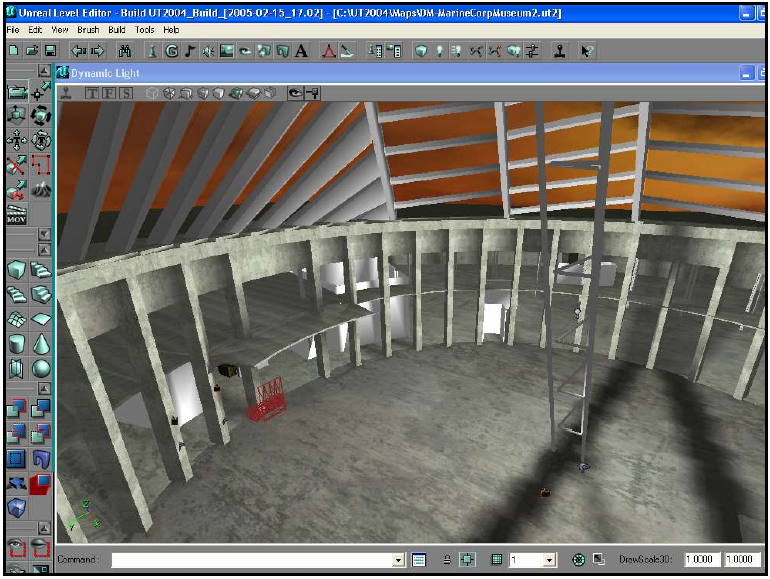 Unreal Level Editor - Build UT2004_Build_[2005-02-15_17.02] - [C:\UT2004\Maps\DM-MarineCorpMuseum2.ut2]
File Edit View Brush Build Tools Help
A
Dynamic Light
T F S
MOV
Command: 1 DrawScale3D: 1.0000 1.0000